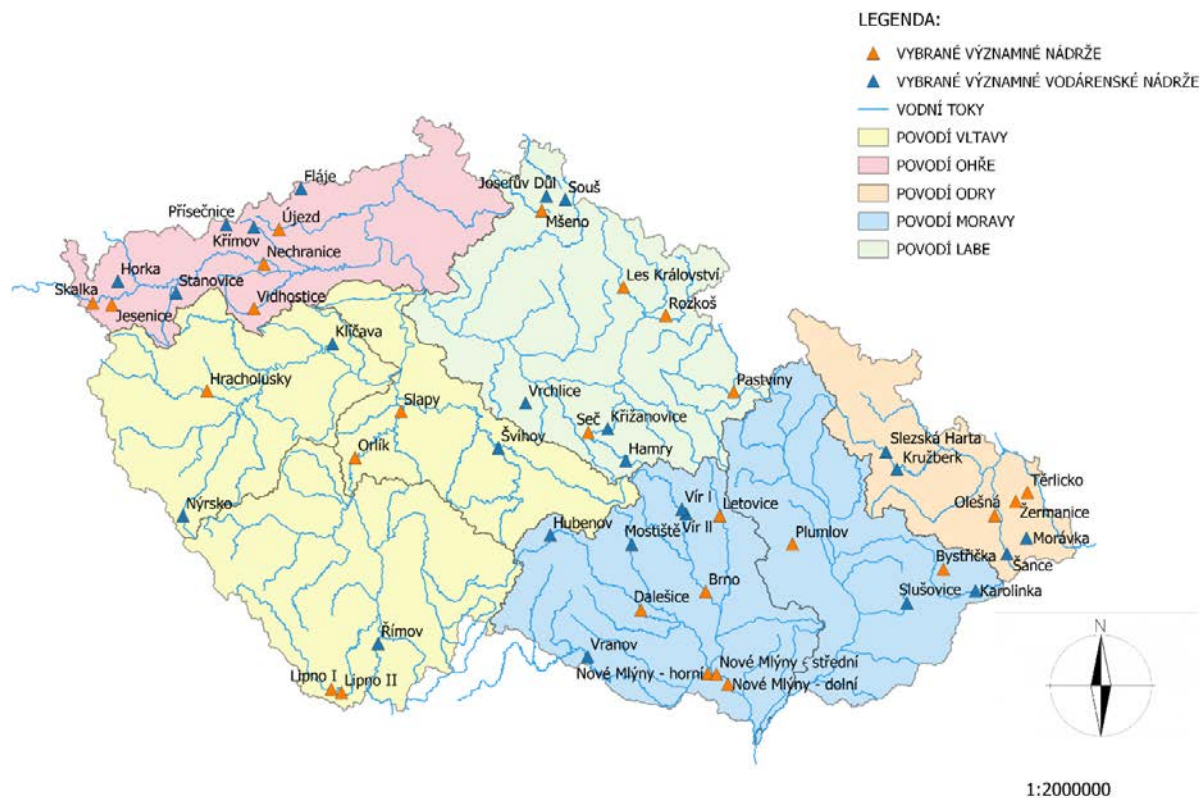 LEGENDA:
VYBRANÉ VÝZNAMNÉ NÁDRŽE
VYBRANÉ VÝZNAMNÉ VODÁRENSKÉ NÁDRŽE
VODNÍ TOKY
POVODÍ VLTAVY
POVODÍ OHŘE
POVODÍ ODRY
POVODÍ MORAVY
POVODÍ LABE
Fláje
Josefův Důl
Souš
Přísečnice
Újezd
Mšeno
Křímov
Nechranice
Horka
Stanovice
Les Království
Skalka
Jesenice
Vidhostice
Rozkoš
Klíčava
Hracholusky
Pastviny
Slapy
Vrchlice
Seč
Křižanovice
Orlík
Švihov
Hamry
Slezská Harta
Kružberk
Těrlicko
Nýrsko
Vír I
Letovice
Olešná
Žermanice
Hubenov
Mostiště
Vír II
Plumlov
Morávka
Bystřička
Šance
Brno
Slušovice
Karolinka
Dalešice
Římov
Vranov
Nové Mlýny - střední
Nové Mlýny - horní
Lipno I
Lipno II
Nové Mlýny - dolní
N
1:2000000